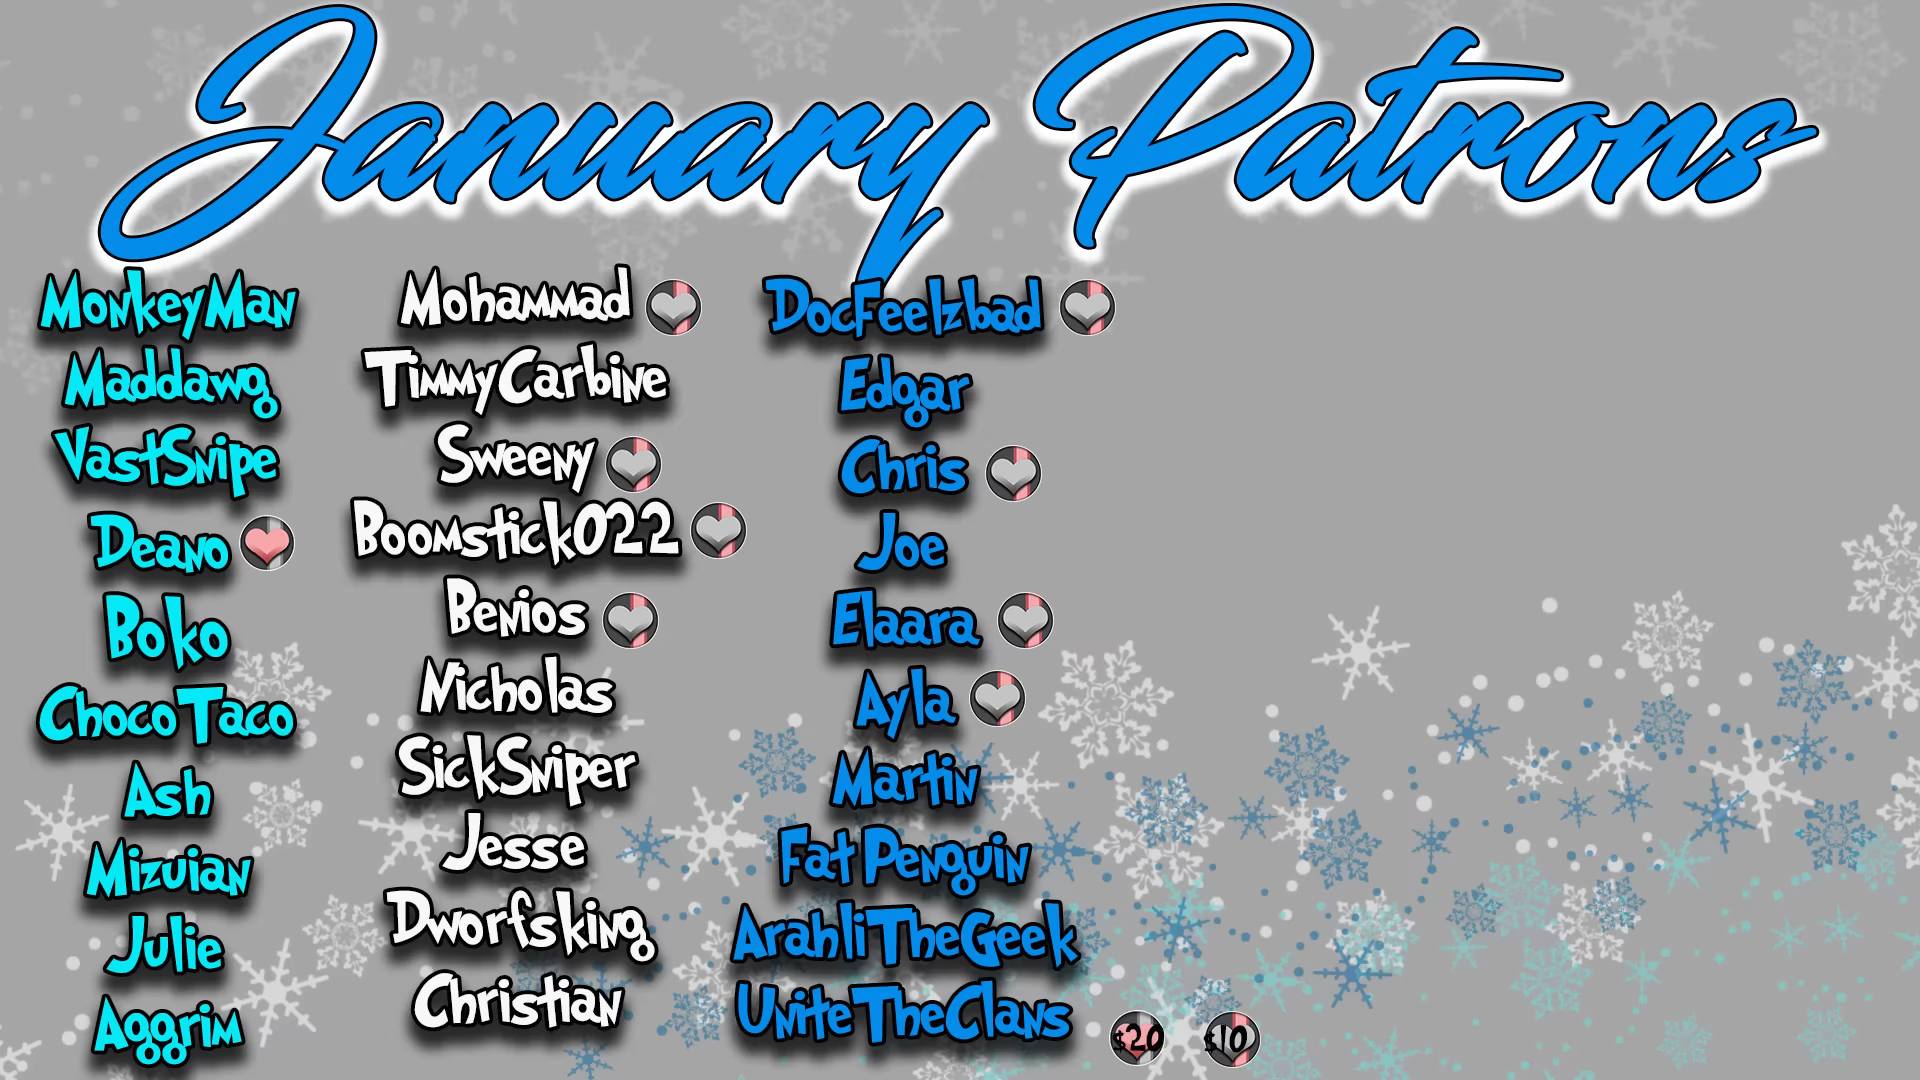 January Patrons
MonkeyMan
Maddawg
VastSnipe
Deano
Boko
ChocoTaco
Ash
Mizuian
Julie
Aggrim
Mohammad
TimmyCarbine
Sweeny
Boomstick022
Benios
Nicholas
SickSniper
Jesse
Dworfsking
Christian
DocFeelzbad
Edgar
Chris
Joe
Elaara
Ayla
Martin
Fat Penguin
ArahliTheGeek
UniteTheClans
$20 $10